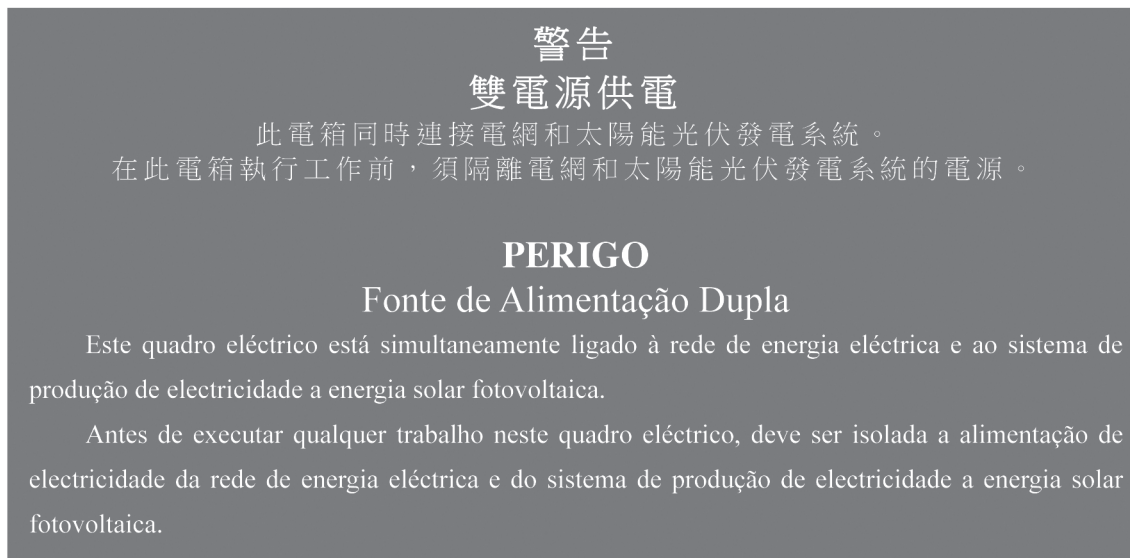 警告
雙電源供電
此電箱同時連接電網和太陽能光伏發電系統。
在此電箱執行工作前，須隔離電網和太陽能光伏發電系統的電源。
PERIGO
Fonte de Alimentação Dupla
Este quadro eléctrico está simultaneamente ligado à rede de energia eléctrica e ao sistema de
produção de electricidade a energia solar fotovoltaica.
Antes de executar qualquer trabalho neste quadro eléctrico, deve ser isolada a alimentação de
electricidade da rede de energia eléctrica e do sistema de produção de electricidade a energia solar
fotovoltaica.